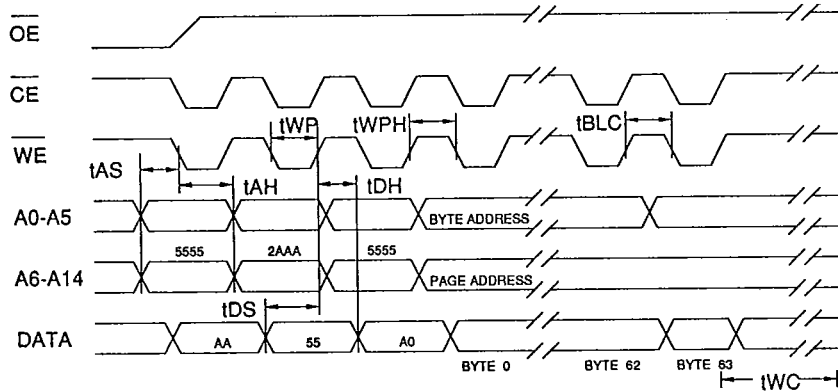 OE
CE
tWP tWPH tBLC
WE
tAS tAH tDH
A0-A5 BYTE ADDRESS
5555 2AAA 5555
A6-A14 PAGE ADDRESS
tDS
DATA AA 55 A0 BYTE 0 BYTE 62 BYTE 63
tWC